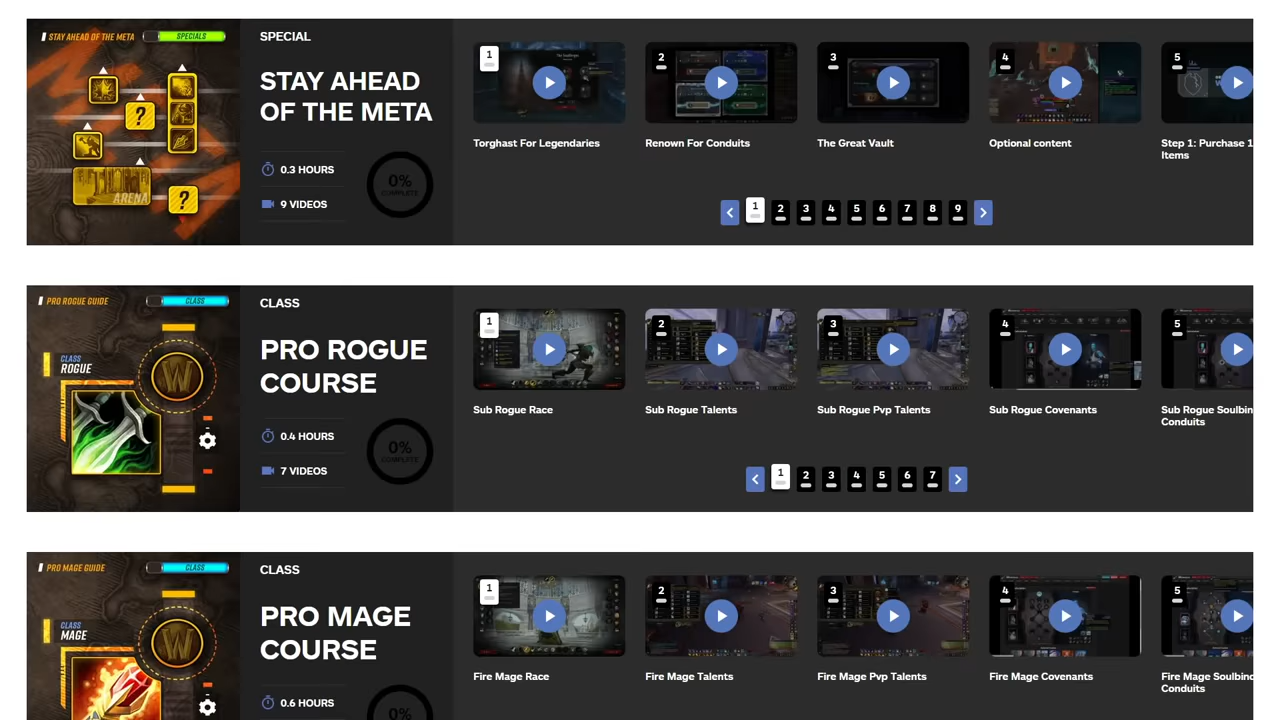 STAY AHEAD OF THE META
SPECIALS
?
?
ARENA
SPECIAL
STAY AHEAD
OF THE META
0.3 HOURS
9 VIDEOS
0%
COMPLETE
1
2
3
4
5
Torghast For Legendaries
Renown For Conduits
The Great Vault
Optional content
Step 1: Purchase 1
Items
1 2 3 4 5 6 7 8 9
PRO ROGUE GUIDE
CLASS
CLASS
ROGUE
W
CLASS
PRO ROGUE
COURSE
0.4 HOURS
7 VIDEOS
0%
COMPLETE
1
2
3
4
5
Sub Rogue Race
Sub Rogue Talents
Sub Rogue Pvp Talents
Sub Rogue Covenants
Sub Rogue Soulbin
Conduits
1 2 3 4 5 6 7
PRO MAGE GUIDE
CLASS
CLASS
MAGE
W
CLASS
PRO MAGE
COURSE
0.6 HOURS
0%
1
2
3
4
5
Fire Mage Race
Fire Mage Talents
Fire Mage Pvp Talents
Fire Mage Covenants
Fire Mage Soulbind
Conduits